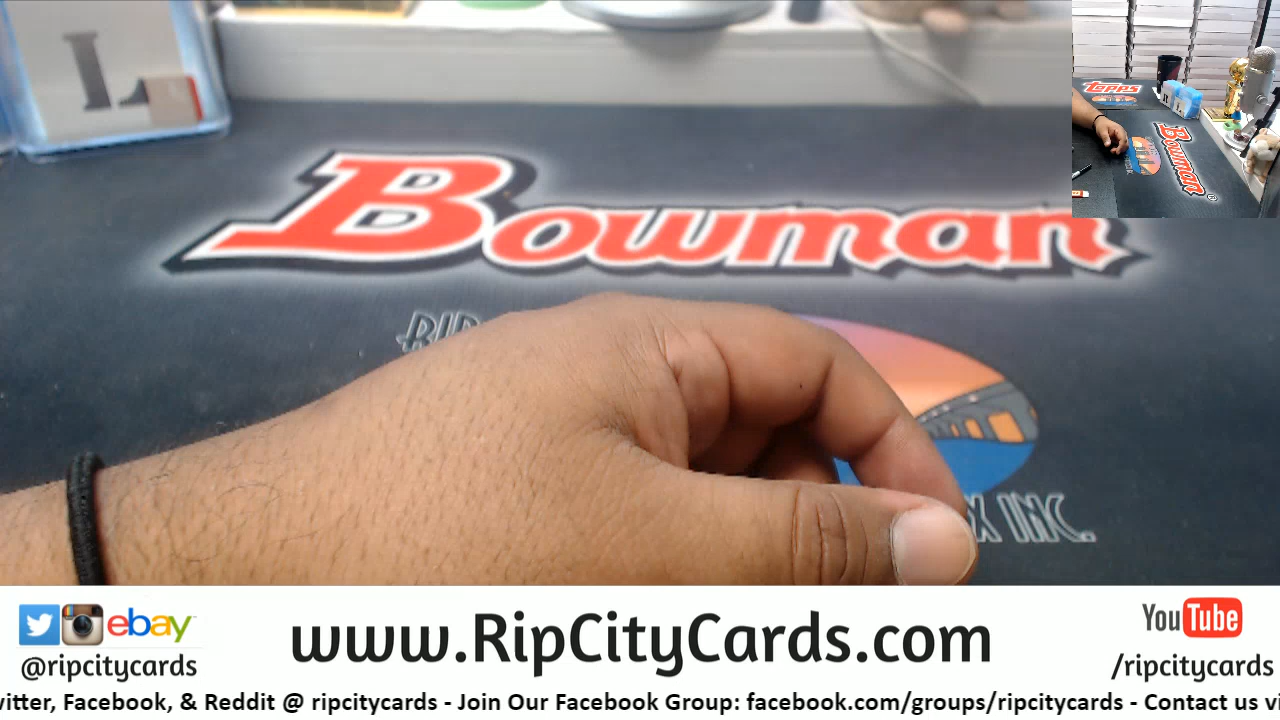 L
Bowman
RIP
X INC.
topps
Bowman
®
ebay
www.RipCityCards.com
YouTube
@ripcitycards
/ripcitycards
witter, Facebook, & Reddit @ ripcitycards - Join Our Facebook Group: facebook.com/groups/ripcitycards - Contact us vi